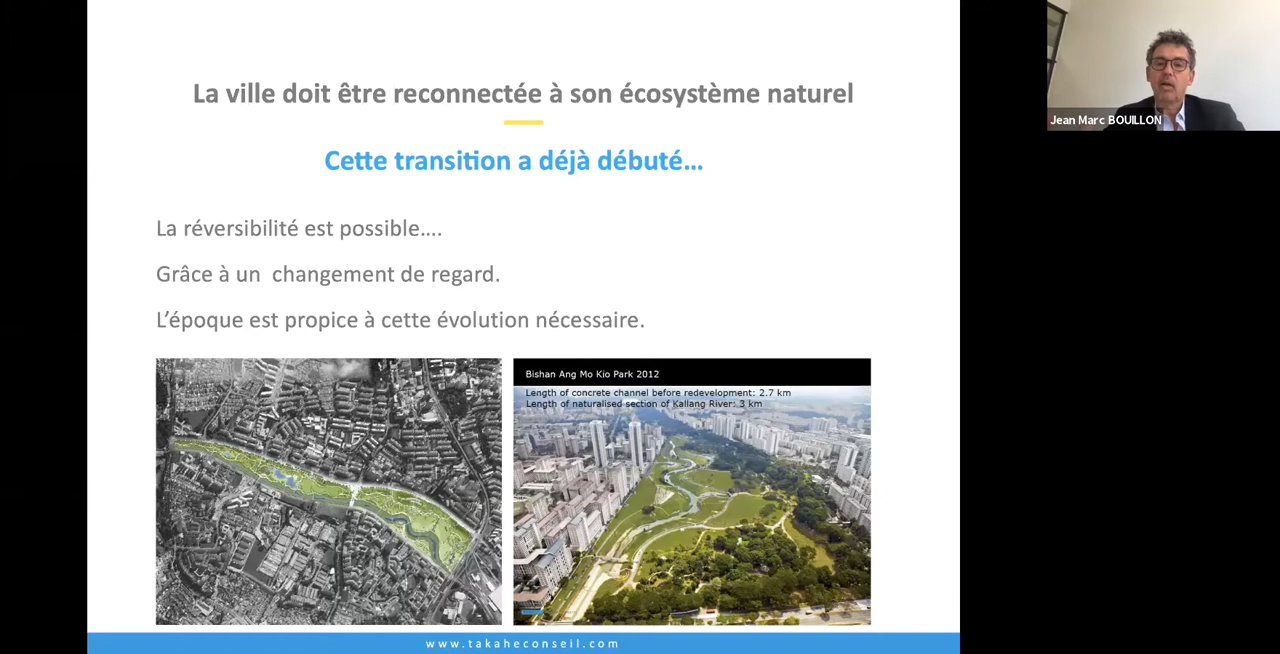 La ville doit être reconnectée à son écosystème naturel
Cette transition a déjà débuté...
La réversibilité est possible....
Grâce à un  changement de regard.
L’époque est propice à cette évolution nécessaire.
Bishan Ang Mo Kio Park 2012
Length of concrete channel before redevelopment: 2.7 km
Length of naturalised section of Kallang River: 3 km
www.takaheconseil.com
Jean Marc BOUILLON